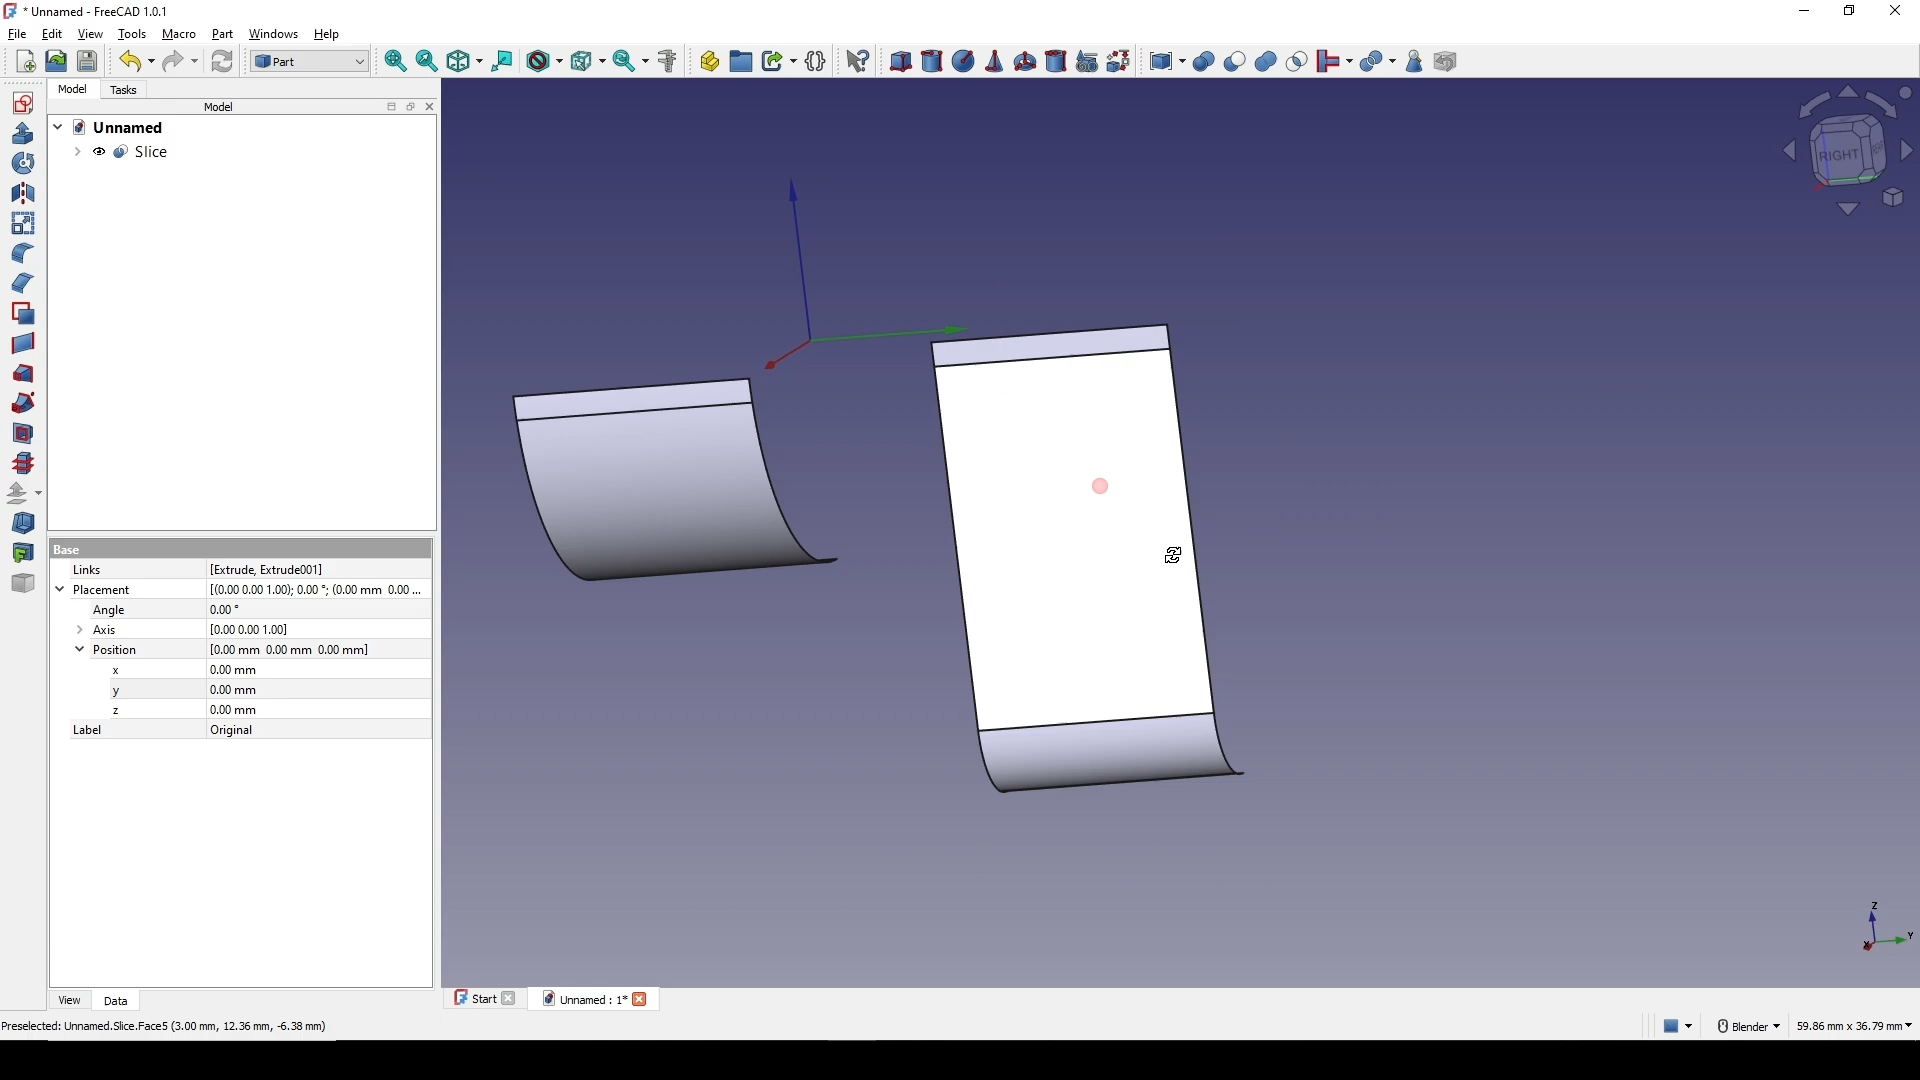 * Unnamed - FreeCAD 1.0.1
File Edit View Tools Macro Part Windows Help
Part
Model Tasks
Model
Unnamed
Slice
RIGHT
Base
Links [Extrude, Extrude001]
Placement [(0.00 0.00 1.00); 0.00 °; (0.00 mm 0.00 ...
Angle 0.00 °
Axis [0.00 0.00 1.00]
Position [0.00 mm 0.00 mm 0.00 mm]
x 0.00 mm
y 0.00 mm
z 0.00 mm
Label Original
Z
Y
X
View Data
Start Unnamed : 1*
Preselected: Unnamed.Slice.Face5 (3.00 mm, 12.36 mm, -6.38 mm)
Blender 59.86 mm x 36.79 mm